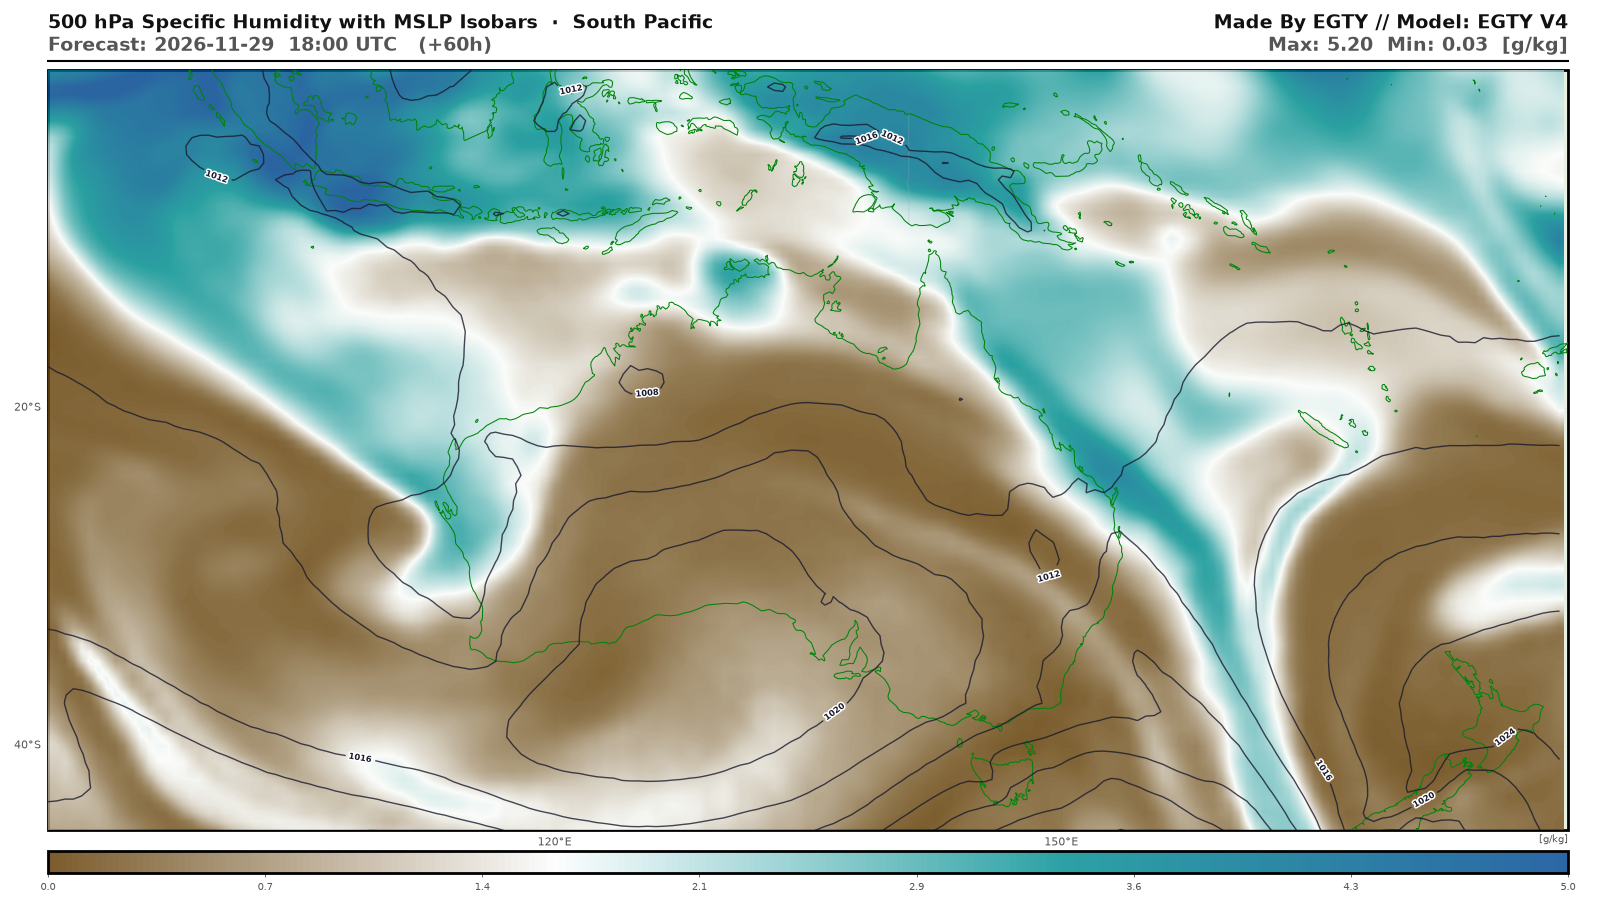 500 hPa Specific Humidity with MSLP Isobars · South Pacific
Made By EGTY // Model: EGTY V4
Forecast: 2026-11-29 18:00 UTC (+60h)
Max: 5.20 Min: 0.03 [g/kg]
1012
1016 1012
1012
1008
20°S
1012
1020
1024
40°S
1016
1016
1020
120°E
150°E
[g/kg]
0.0 0.7 1.4 2.1 2.9 3.6 4.3 5.0